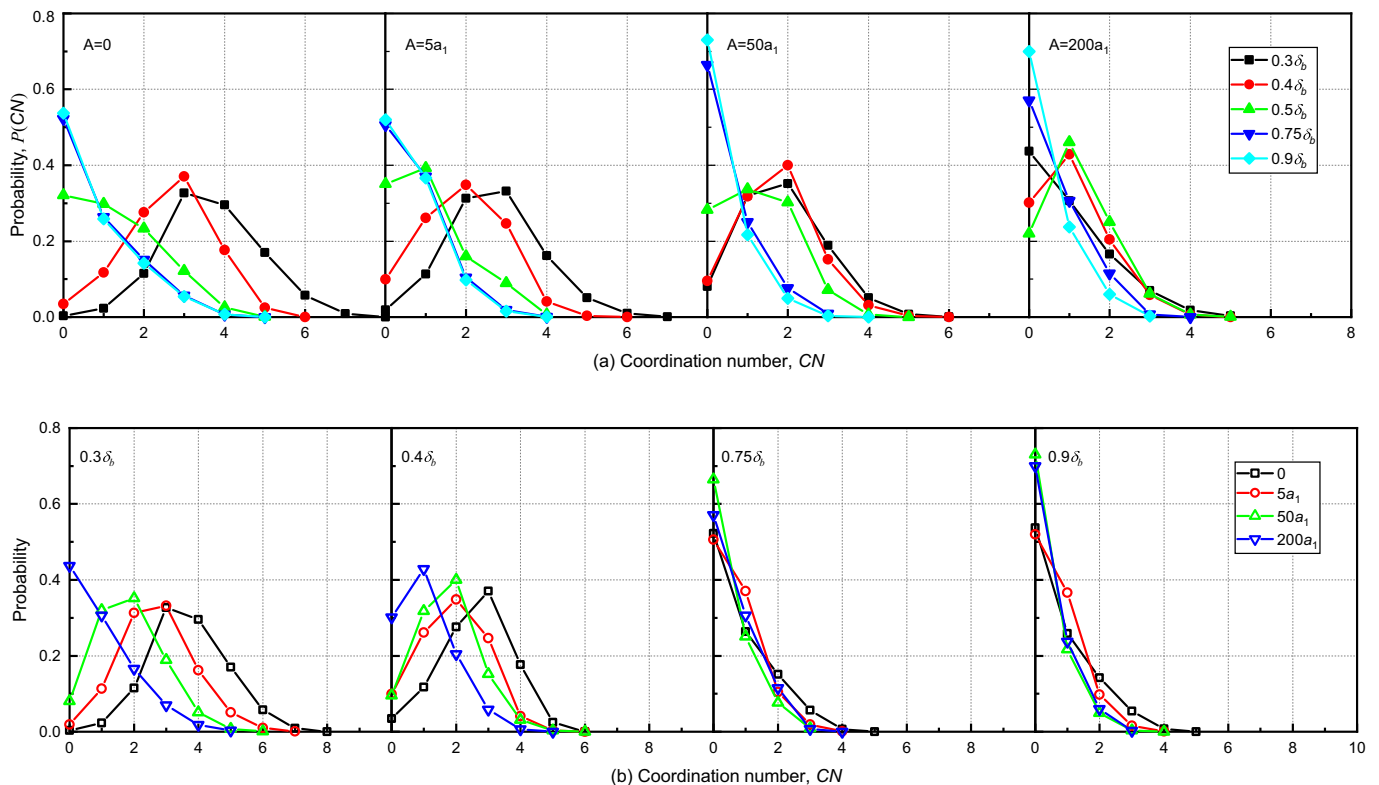 0.8
0.6
0.4
0.2
0.0
Probability, P(CN)
A=0
A=5a₁
A=50a₁
A=200a₁
0.3δb
0.4δb
0.5δb
0.75δb
0.9δb
0 2 4 6 0 2 4 6 0 2 4 6 0 2 4 6 8
(a) Coordination number, CN
0.8
0.6
0.4
0.2
0.0
Probability
0.3δb
0.4δb
0.75δb
0.9δb
0
5a₁
50a₁
200a₁
0 2 4 6 8 0 2 4 6 8 0 2 4 6 8 0 2 4 6 8 10
(b) Coordination number, CN